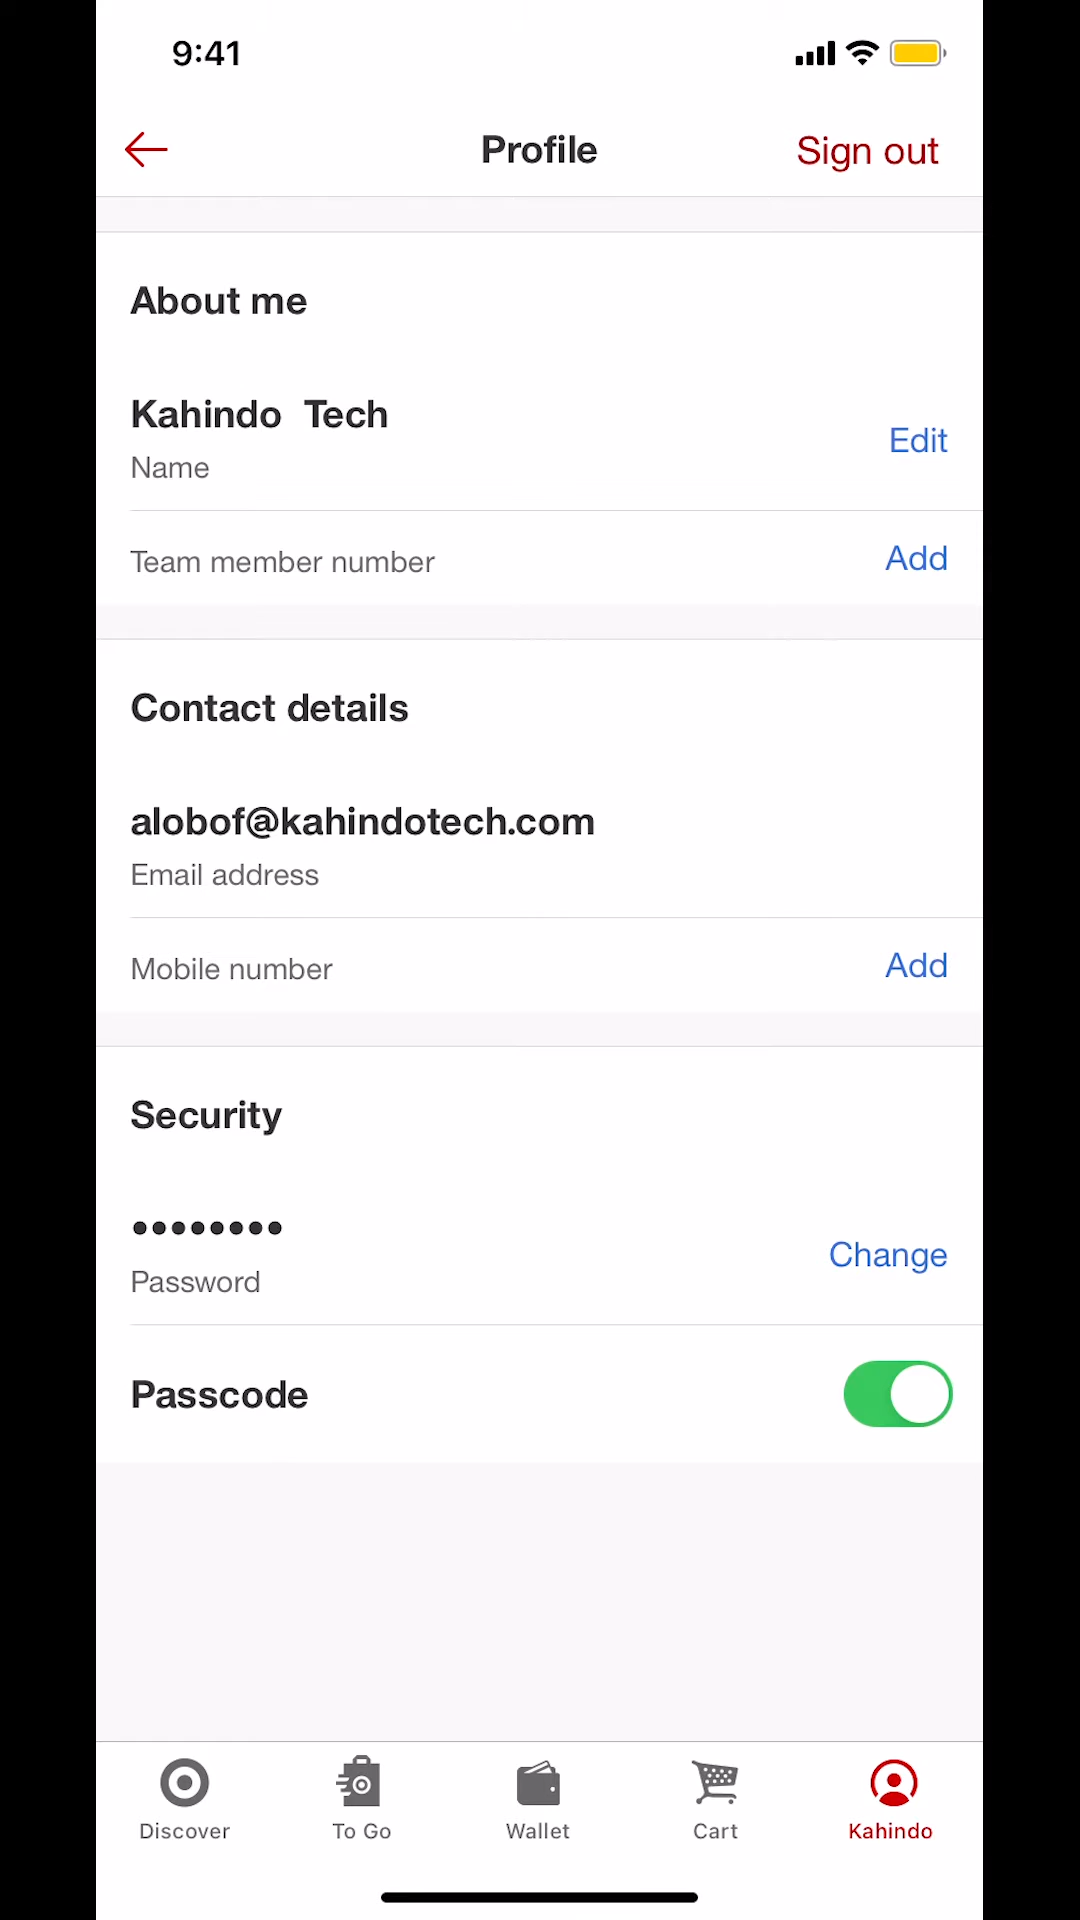 9:41
Profile
Sign out
About me
Kahindo Tech
Name
Edit
Team member number
Add
Contact details
alobof@kahindotech.com
Email address
Mobile number
Add
Security
••••••••
Password
Change
Passcode
Discover
To Go
Wallet
Cart
Kahindo